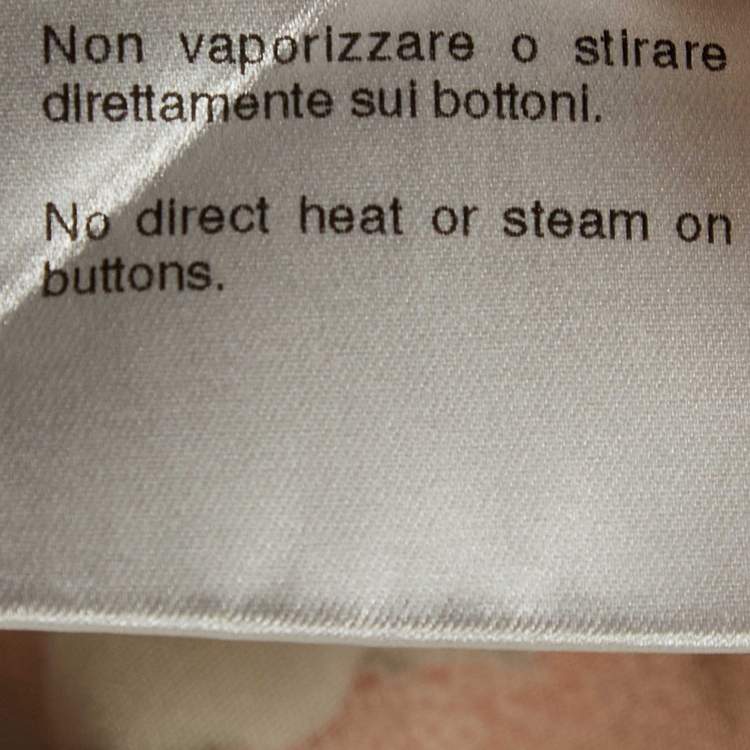 Non vaporizzare o stirare
direttamente sui bottoni.
No direct heat or steam on
buttons.